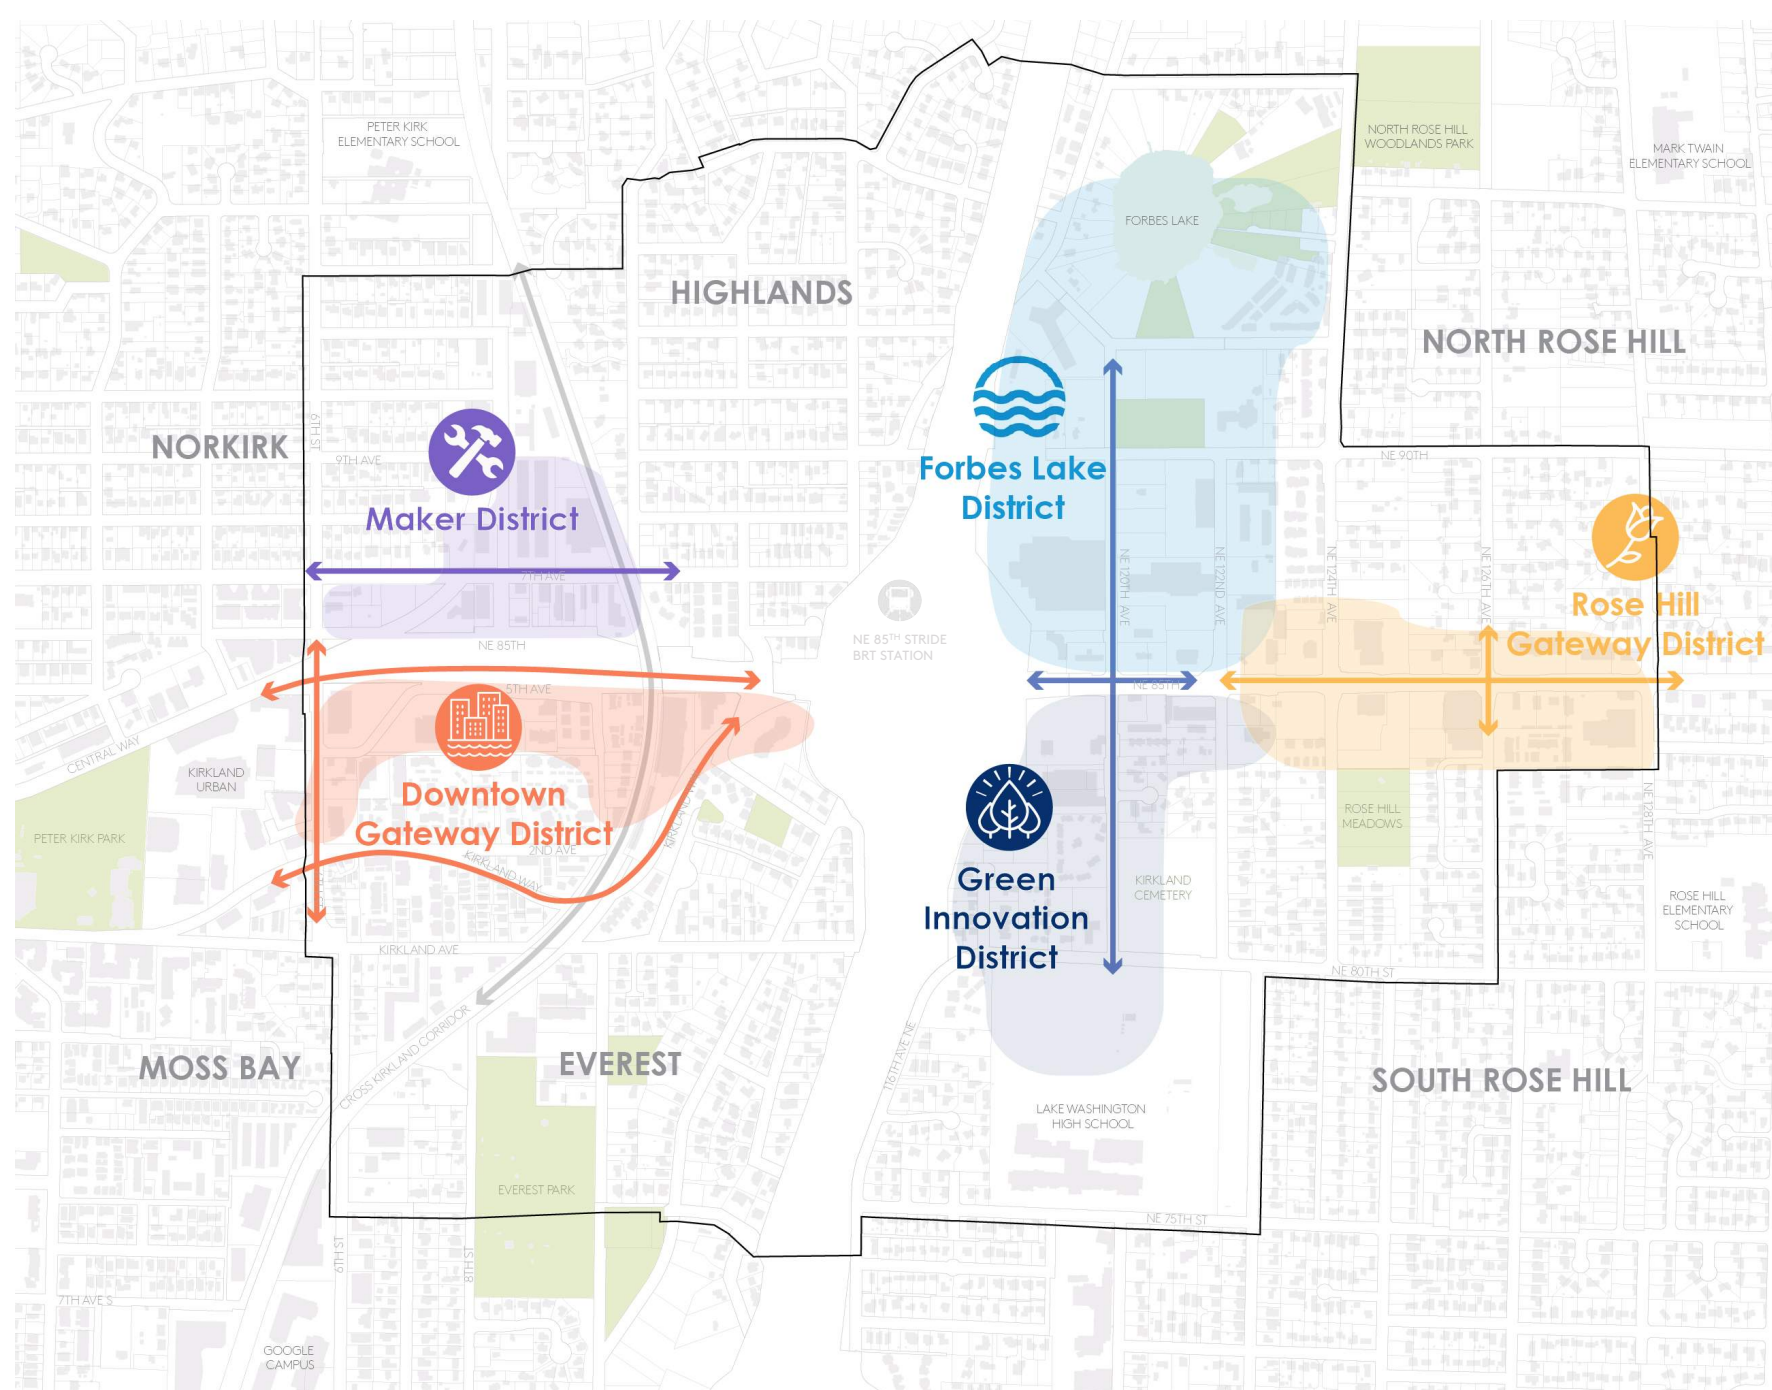 PETER KIRK
ELEMENTARY SCHOOL
NORTH ROSE HILL
WOODLANDS PARK
MARK TWAIN
ELEMENTARY SCHOOL
FORBES LAKE
HIGHLANDS
NORTH ROSE HILL
6TH ST
NORKIRK
9TH AVE
NE 90TH
Forbes Lake
District
Maker District
7TH AVE
NE 120TH AVE
NE 122ND AVE
NE 124TH AVE
NE 126TH AVE
Rose Hill
Gateway District
NE 85TH STRIDE
BRT STATION
NE 85TH
5TH AVE
NE 85TH
CENTRAL WAY
KIRKLAND
URBAN
Downtown
Gateway District
2ND AVE
KIRKLAND WAY
PETER KIRK PARK
ROSE HILL
MEADOWS
NE 128TH AVE
Green
Innovation
District
KIRKLAND
CEMETERY
ROSE HILL
ELEMENTARY
SCHOOL
KIRKLAND AVE
NE 80TH ST
CROSS KIRKLAND CORRIDOR
116TH AVE NE
MOSS BAY
EVEREST
SOUTH ROSE HILL
LAKE WASHINGTON
HIGH SCHOOL
EVEREST PARK
NE 75TH ST
6TH ST
8TH ST
7TH AVE S
GOOGLE
CAMPUS